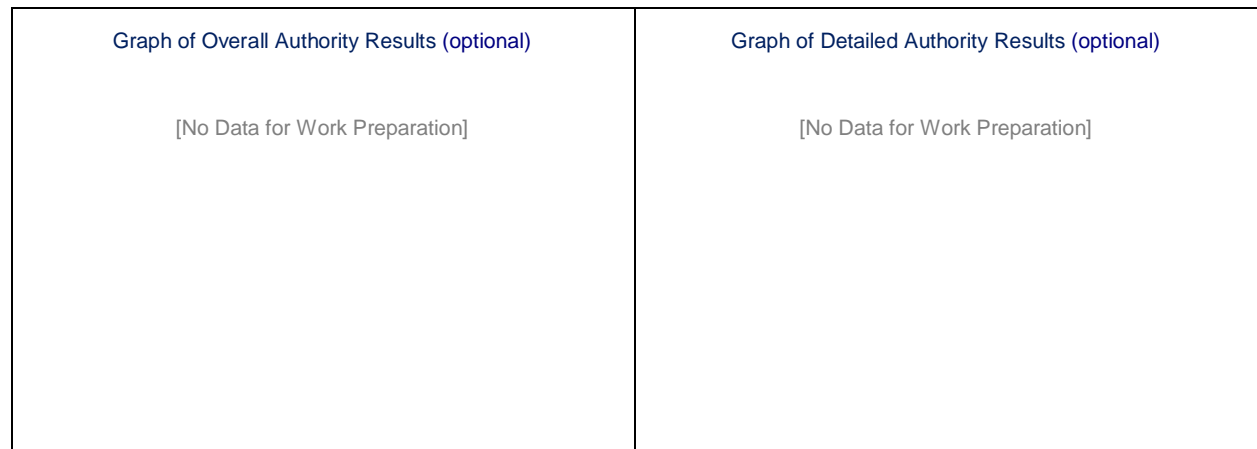 Graph of Overall Authority Results (optional)
[No Data for Work Preparation]
Graph of Detailed Authority Results (optional)
[No Data for Work Preparation]